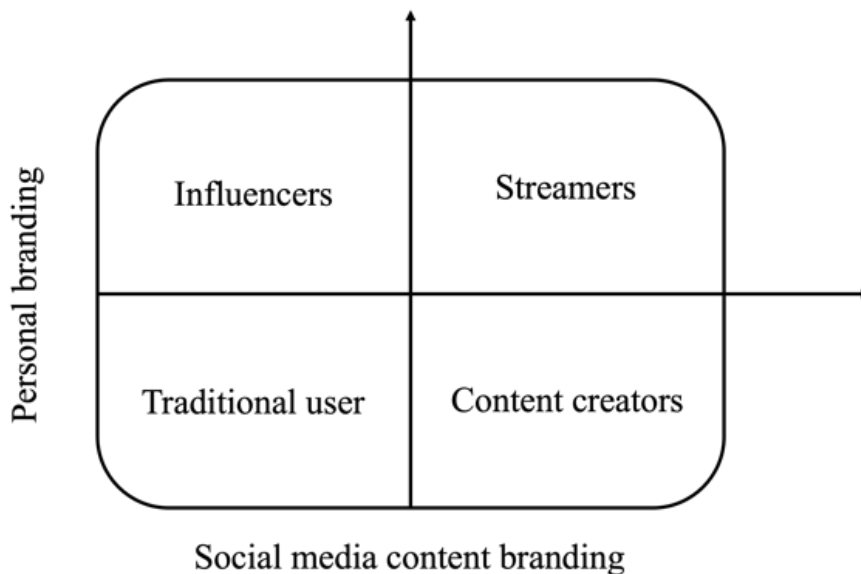 Personal branding
Influencers
Streamers
Traditional user
Content creators
Social media content branding